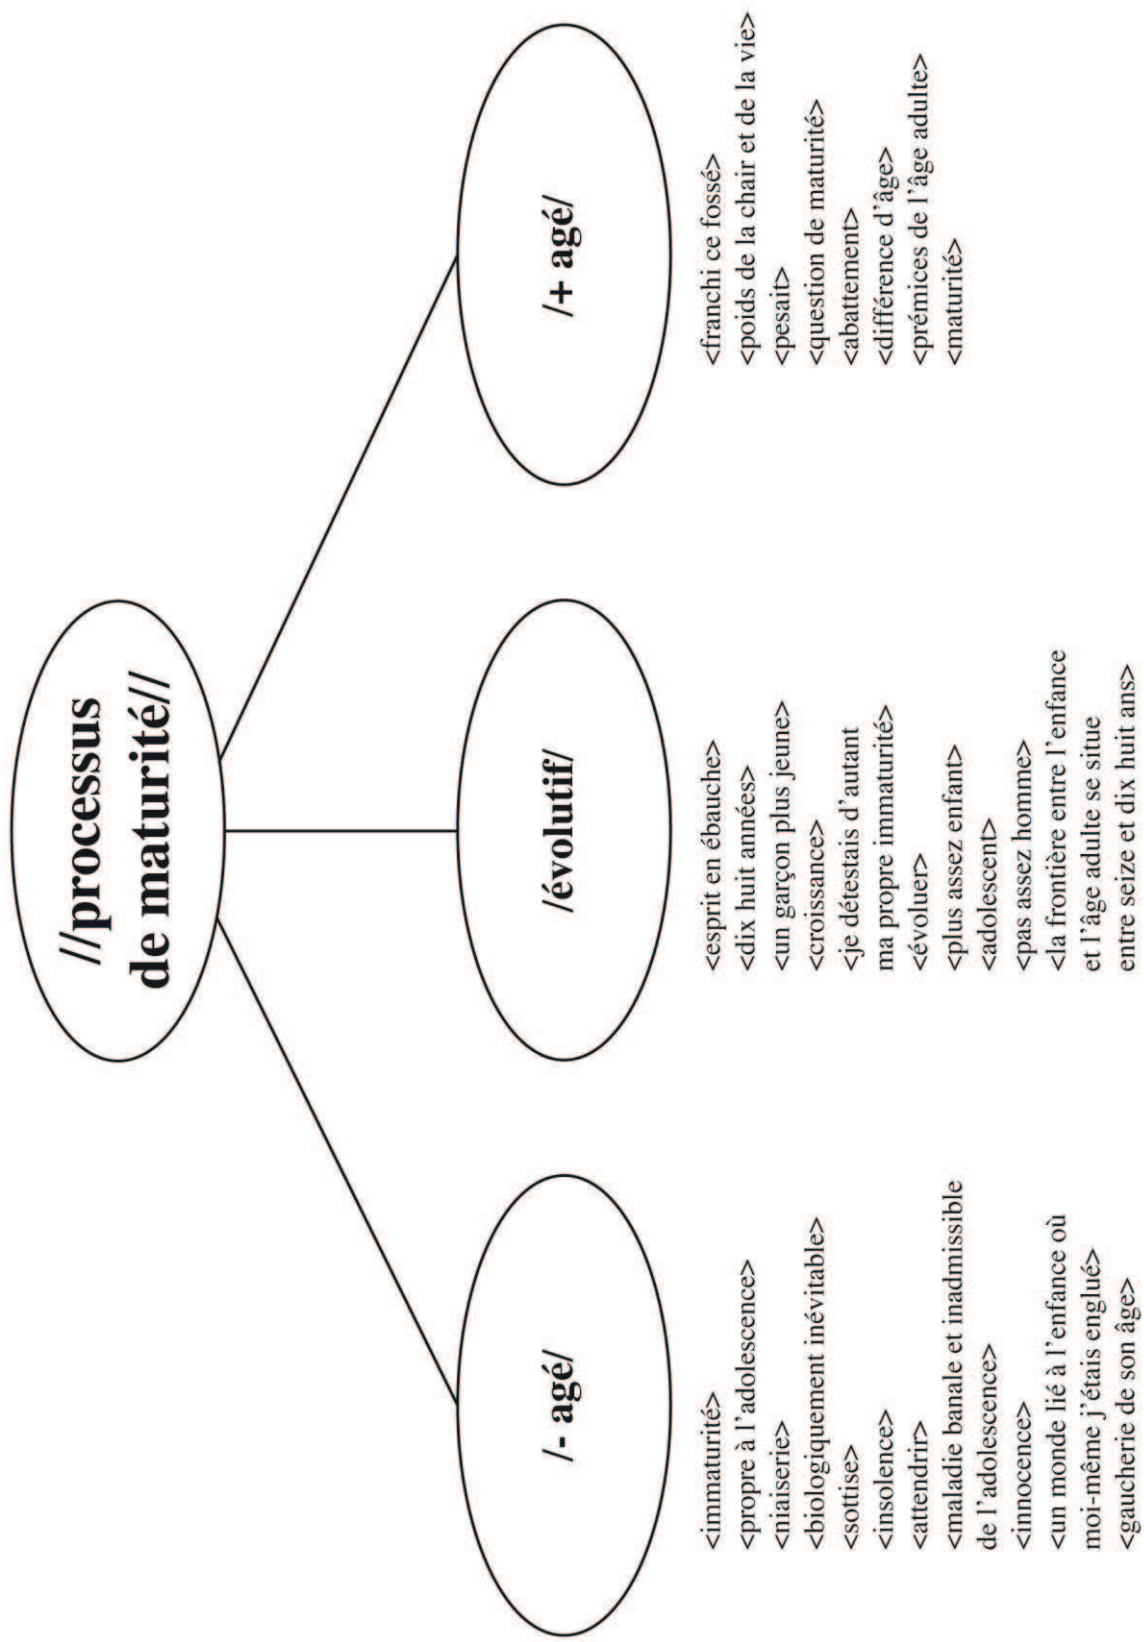 //processus
de maturité//
/- agé/
<immaturité>
<propre à l'adolescence>
<niaiserie>
<biologiquement inévitable>
<sottise>
<insolence>
<attendrir>
<maladie banale et inadmissible
de l'adolescence>
<innocence>
<un monde lié à l'enfance où
moi-même j'étais englué>
<gaucherie de son âge>
/évolutif/
<esprit en ébauche>
<dix huit années>
<un garçon plus jeune>
<croissance>
<je détestais d'autant
ma propre immaturité>
<évoluer>
<plus assez enfant>
<adolescent>
<pas assez homme>
<la frontière entre l'enfance
et l'âge adulte se situe
entre seize et dix huit ans>
/+ agé/
<franchi ce fossé>
<poids de la chair et de la vie>
<pesait>
<question de maturité>
<abattement>
<différence d'âge>
<prémices de l'âge adulte>
<maturité>